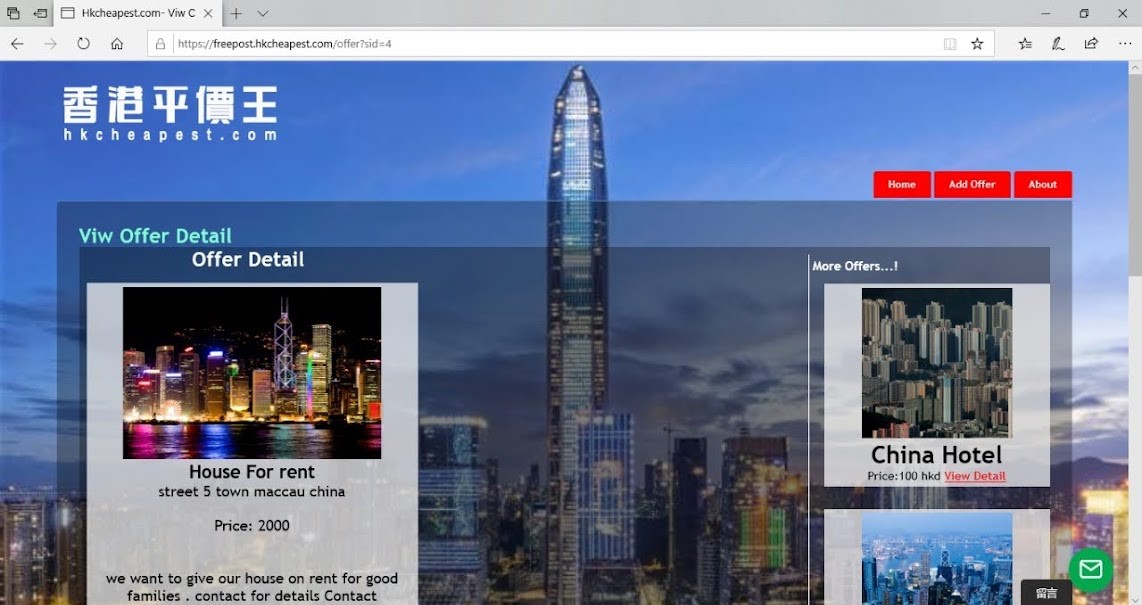 Hkcheapest.com- Viw C
https://freepost.hkcheapest.com/offer?sid=4
香港平價王
hkcheapest.com
Home Add Offer About
Viw Offer Detail
Offer Detail
House For rent
street 5 town maccau china
Price: 2000
we want to give our house on rent for good
families . contact for details Contact
More Offers...!
China Hotel
Price:100 hkd View Detail
留言